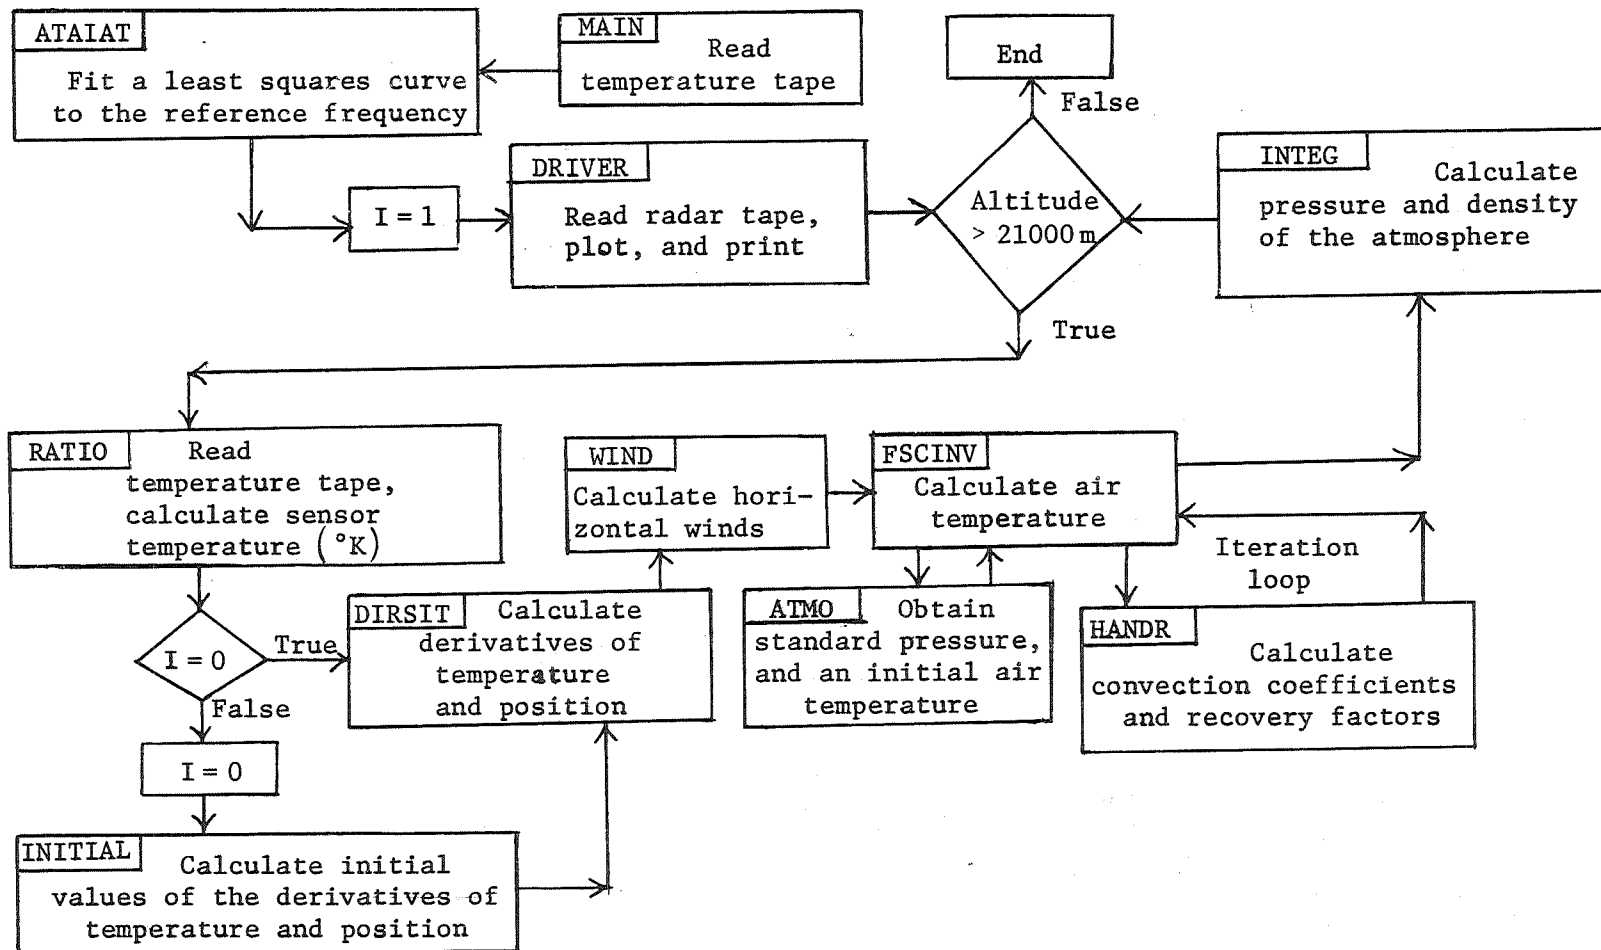 ATAIAT
Fit a least squares curve
to the reference frequency
MAIN
Read
temperature tape
End
False
I = 1
DRIVER
Read radar tape,
plot, and print
Altitude
> 21000 m
True
INTEG
Calculate
pressure and density
of the atmosphere
RATIO
Read
temperature tape,
calculate sensor
temperature (°K)
I = 0
True
False
I = 0
INITIAL
Calculate initial
values of the derivatives of
temperature and position
DIRSIT
Calculate
derivatives of
temperature
and position
WIND
Calculate hori-
zontal winds
FSCINV
Calculate air
temperature
ATMO
Obtain
standard pressure,
and an initial air
temperature
Iteration
loop
HANDR
Calculate
convection coefficients
and recovery factors